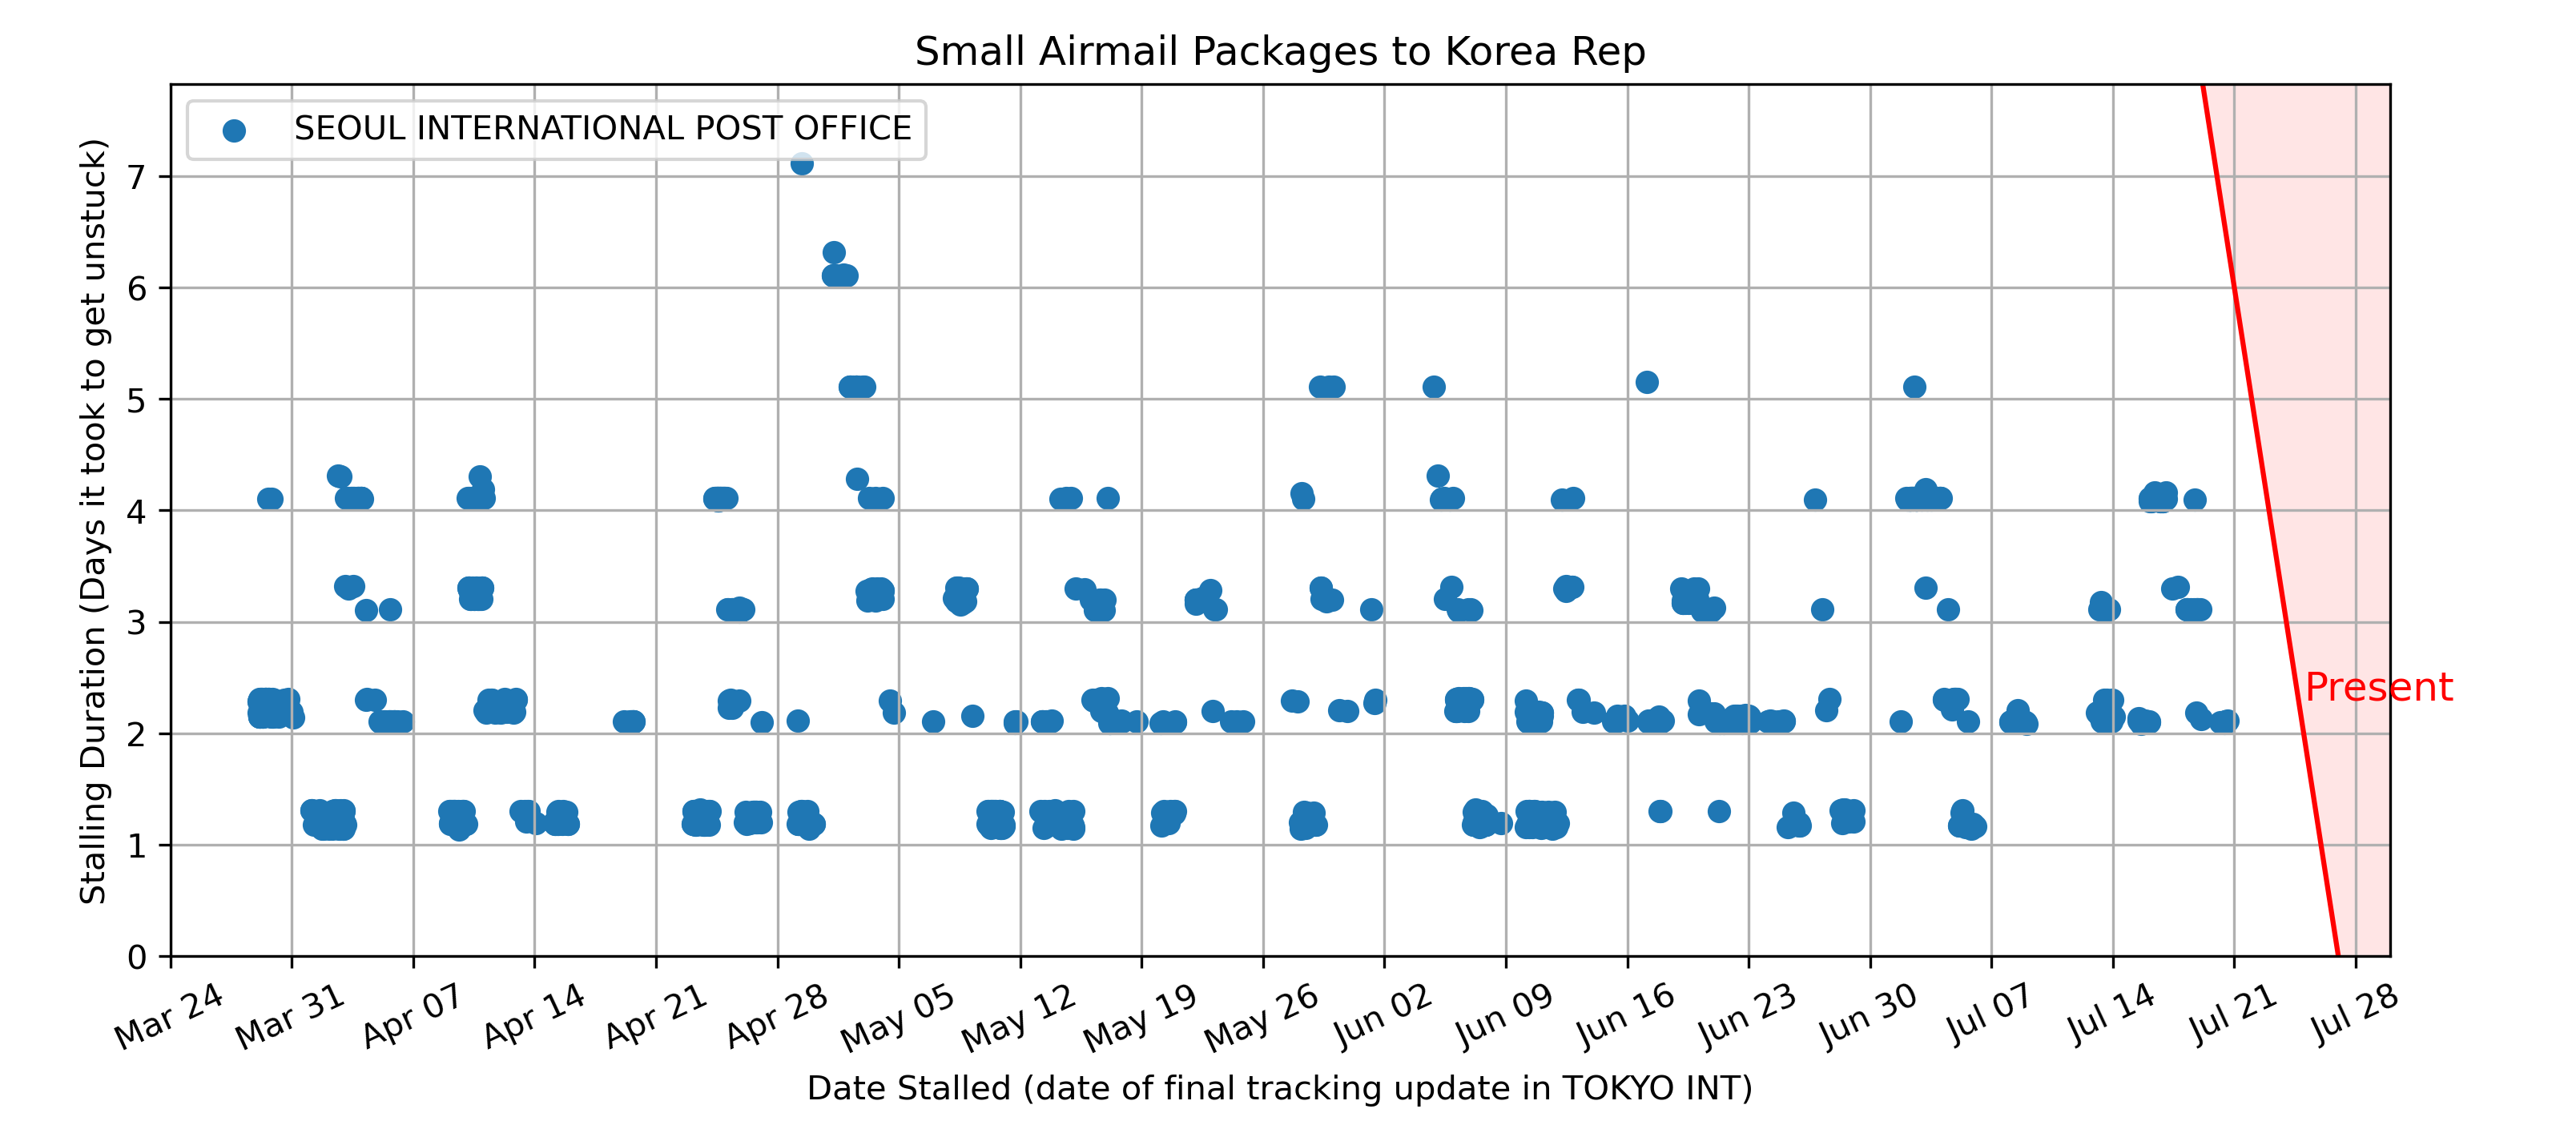 Small Airmail Packages to Korea Rep
SEOUL INTERNATIONAL POST OFFICE
Stalling Duration (Days it took to get unstuck)
7
6
5
4
3
2
1
0
Present
Mar 24
Mar 31
Apr 07
Apr 14
Apr 21
Apr 28
May 05
May 12
May 19
May 26
Jun 02
Jun 09
Jun 16
Jun 23
Jun 30
Jul 07
Jul 14
Jul 21
Jul 28
Date Stalled (date of final tracking update in TOKYO INT)